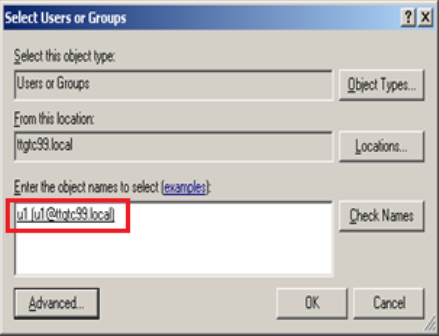 Select Users or Groups
Select this object type:
Users or Groups
Object Types...
From this location:
ttgtc99.local
Locations...
Enter the object names to select (examples):
u1 (u1@ttgtc99.local)
Check Names
Advanced...
OK
Cancel